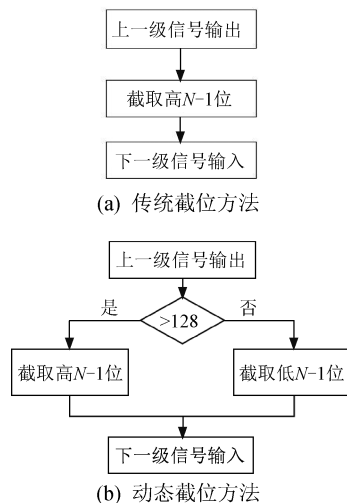 上一级信号输出
截取高N-1位
下一级信号输入
(a) 传统截位方法
上一级信号输出
是
否
>128
截取高N-1位
截取低N-1位
下一级信号输入
(b) 动态截位方法